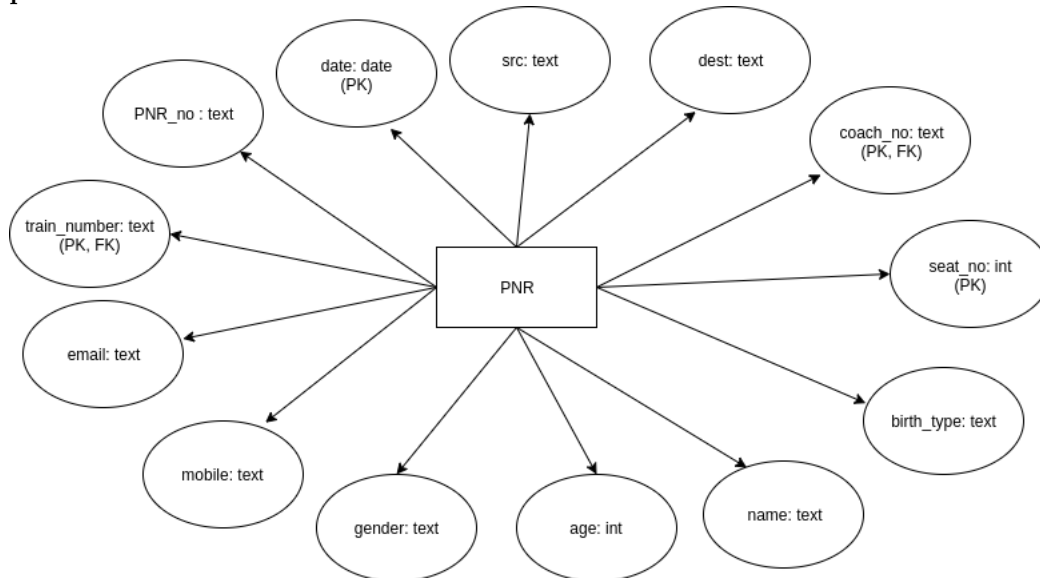 date: date
(PK)
src: text
dest: text
PNR_no : text
coach_no: text
(PK, FK)
train_number: text
(PK, FK)
seat_no: int
(PK)
PNR
email: text
birth_type: text
mobile: text
gender: text
age: int
name: text